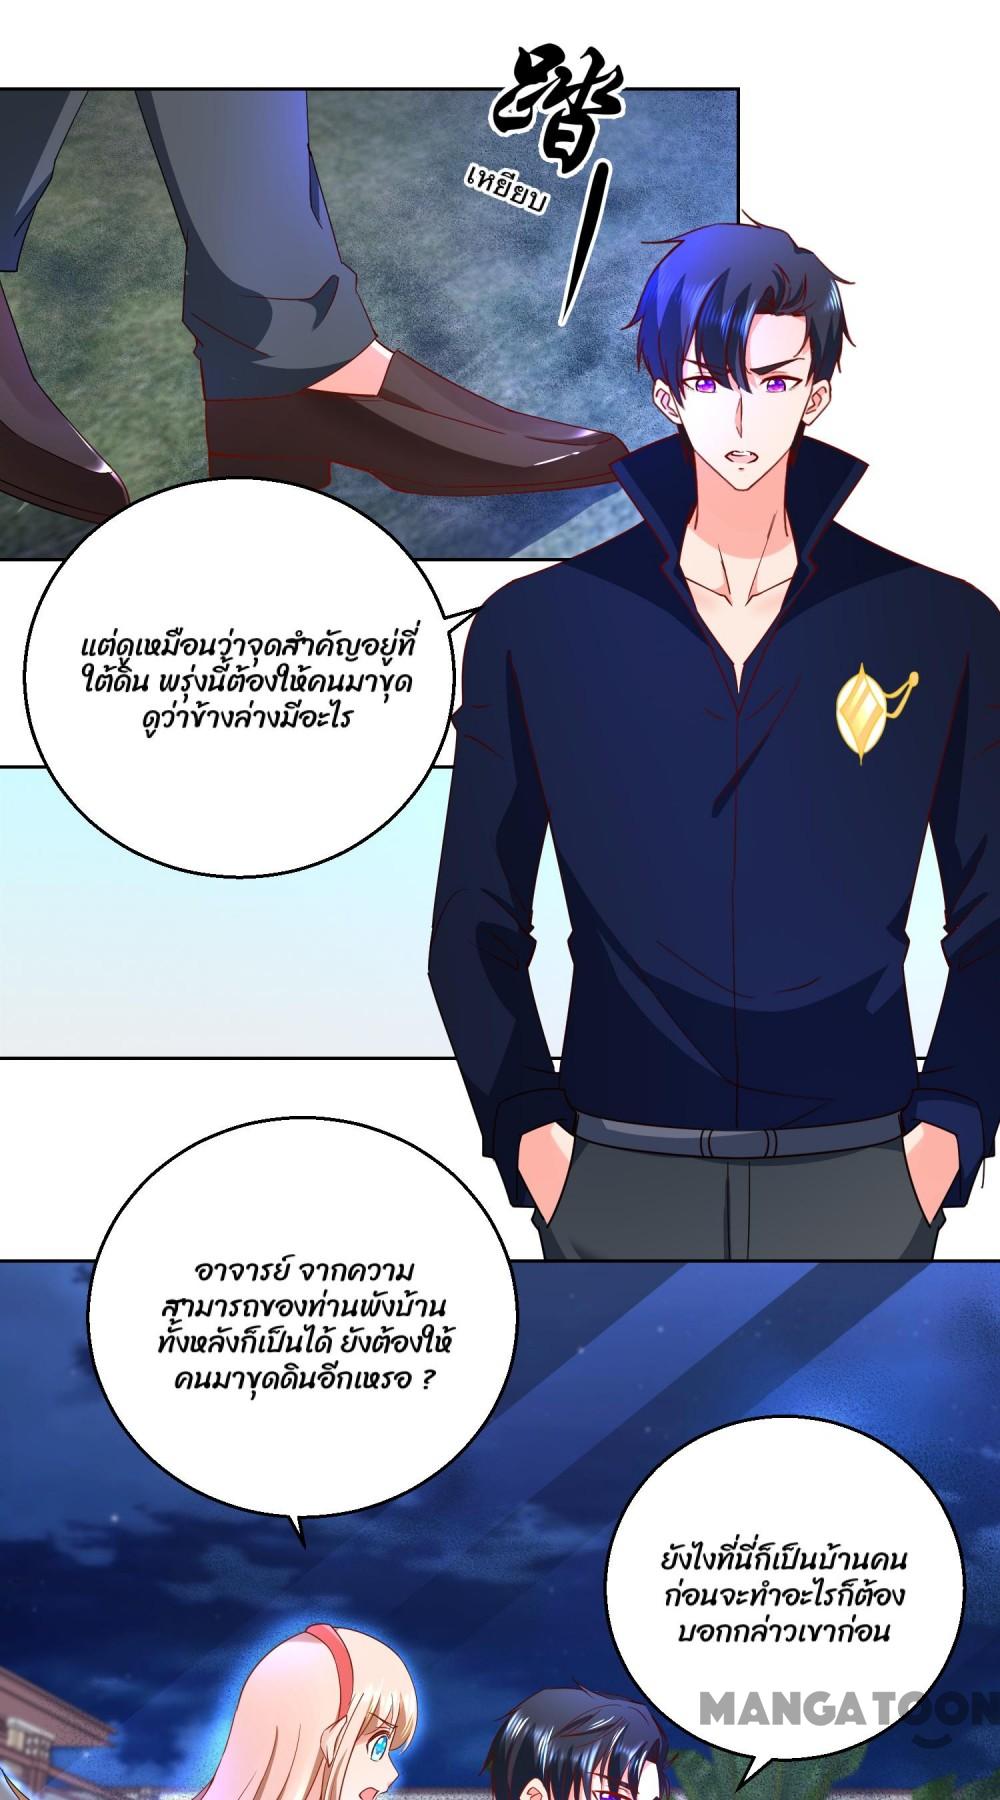 踏
เหยียบ
แต่ดูเหมือนว่าจุดสำคัญอยู่ที่
ใต้ดิน พรุ่งนี้ต้องให้คนมาขุด
ดูว่าข้างล่างมีอะไร
อาจารย์ จากความ
สามารถของท่านพังบ้าน
ทั้งหลังก็เป็นได้ ยังต้องให้
คนมาขุดดินอีกเหรอ ?
ยังไงที่นี่ก็เป็นบ้านคน
ก่อนจะทำอะไรก็ต้อง
บอกกล่าวเขาก่อน
MANGATOON